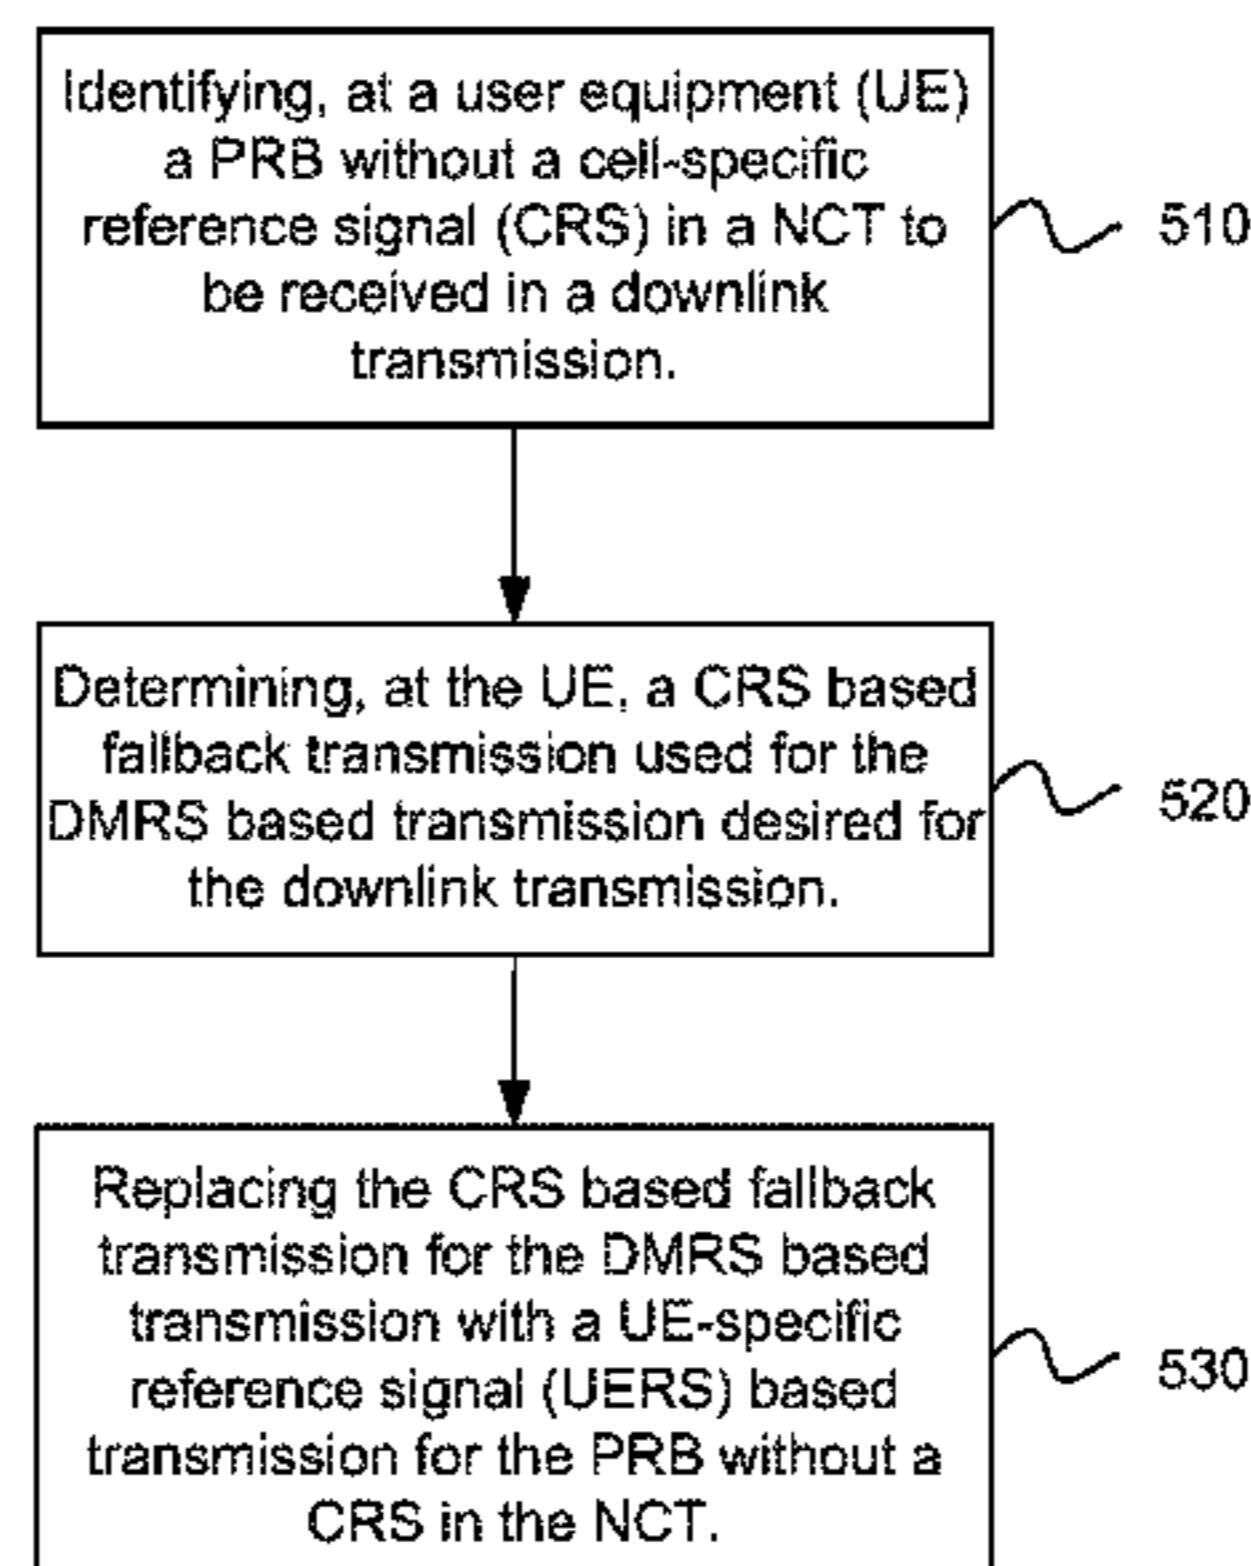 Identifying, at a user equipment (UE)
a PRB without a cell-specific
reference signal (CRS) in a NCT to
be received in a downlink
transmission.
510
Determining, at the UE, a CRS based
fallback transmission used for the
DMRS based transmission desired for
the downlink transmission.
520
Replacing the CRS based fallback
transmission for the DMRS based
transmission with a UE-specific
reference signal (UERS) based
transmission for the PRB without a
CRS in the NCT.
530